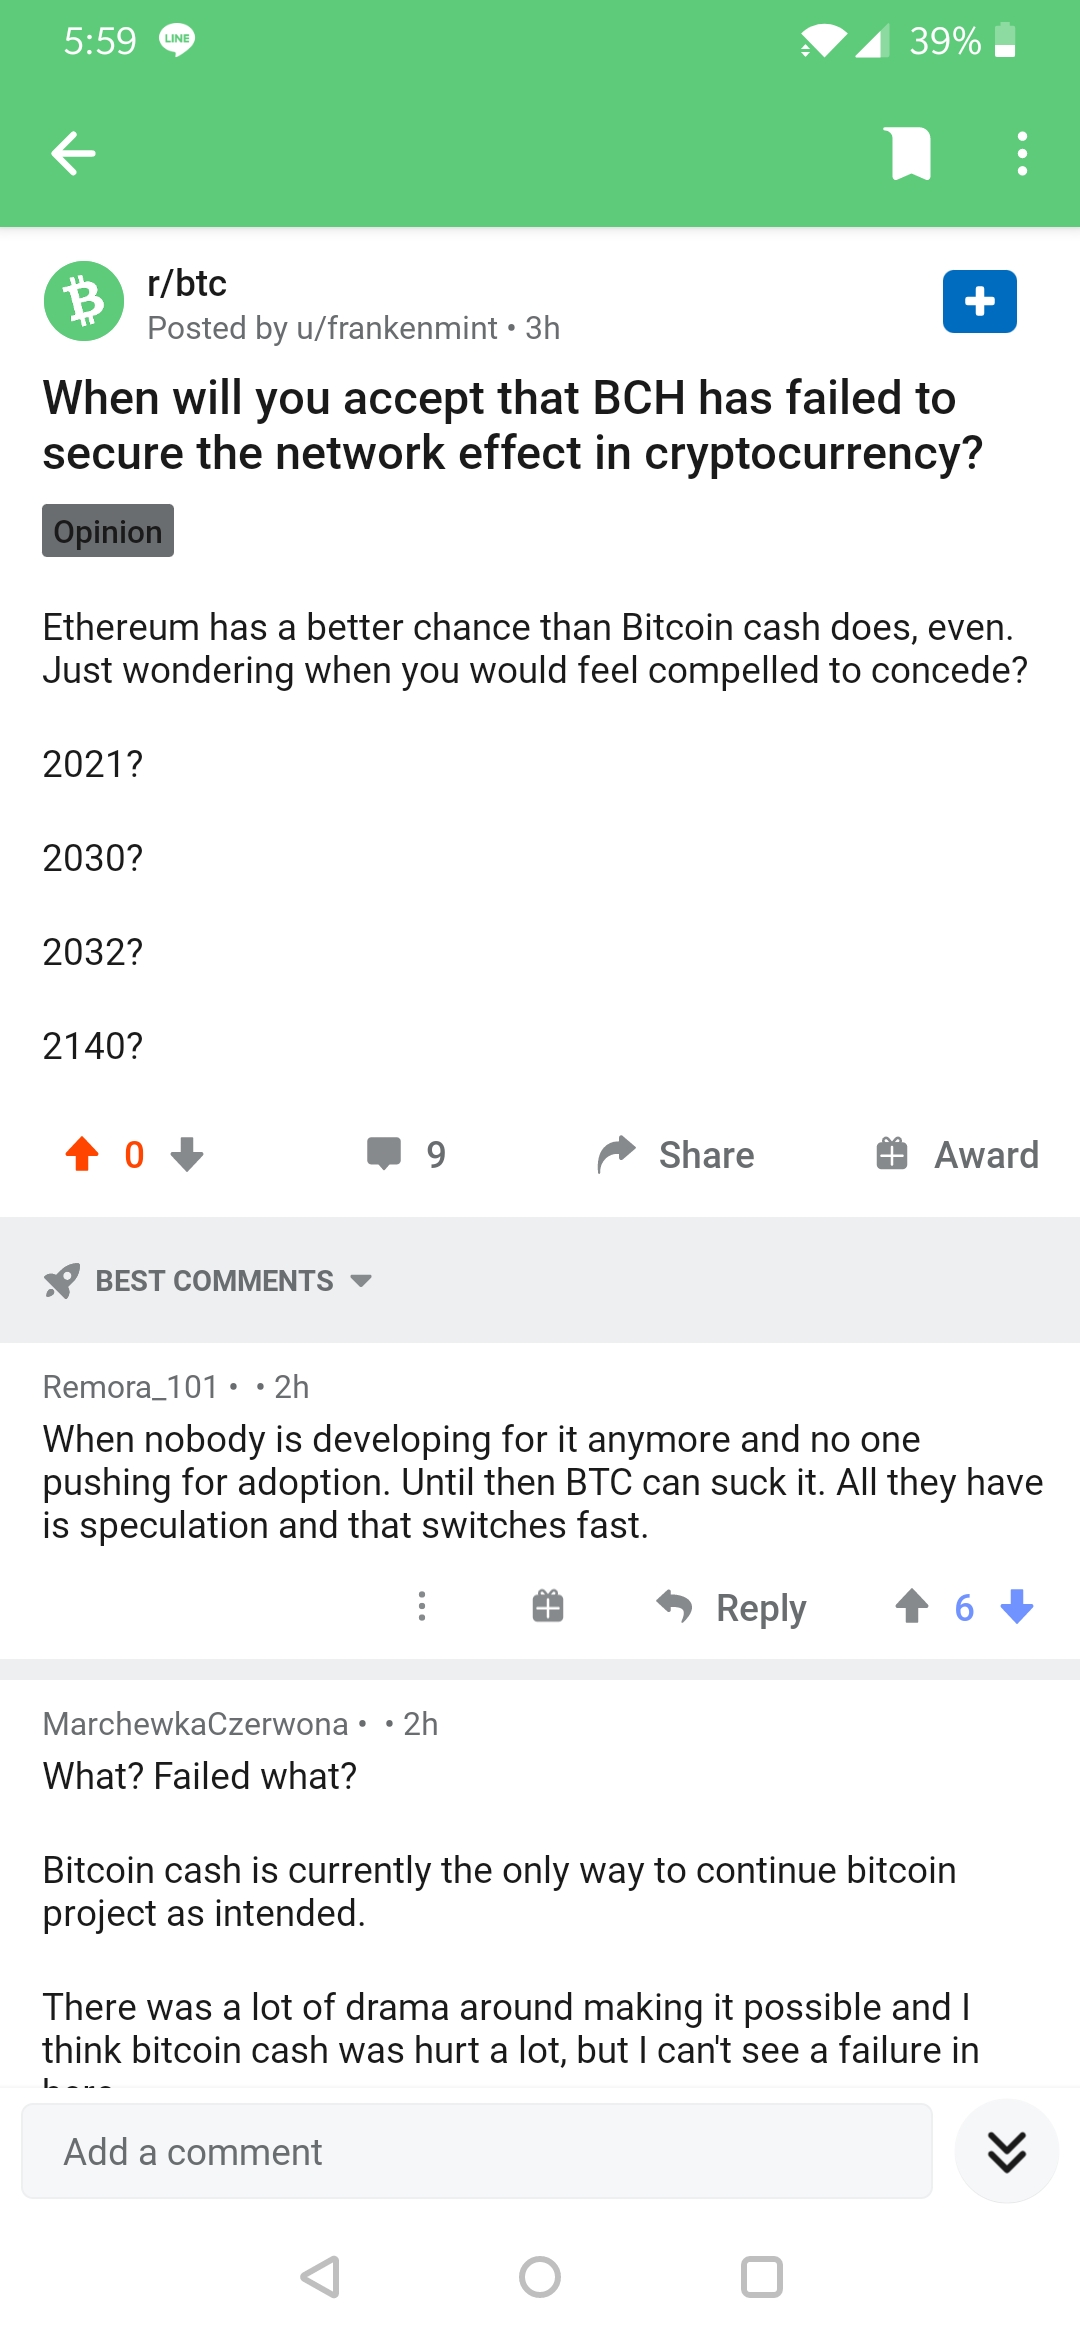 5:59 LINE 39%
r/btc
Posted by u/frankenmint • 3h
When will you accept that BCH has failed to
secure the network effect in cryptocurrency?
Opinion
Ethereum has a better chance than Bitcoin cash does, even.
Just wondering when you would feel compelled to concede?
2021?
2030?
2032?
2140?
0 9 Share Award
BEST COMMENTS
Remora_101 • • 2h
When nobody is developing for it anymore and no one
pushing for adoption. Until then BTC can suck it. All they have
is speculation and that switches fast.
Reply 6
MarchewkaCzerwona • • 2h
What? Failed what?
Bitcoin cash is currently the only way to continue bitcoin
project as intended.
There was a lot of drama around making it possible and I
think bitcoin cash was hurt a lot, but I can't see a failure in
Add a comment